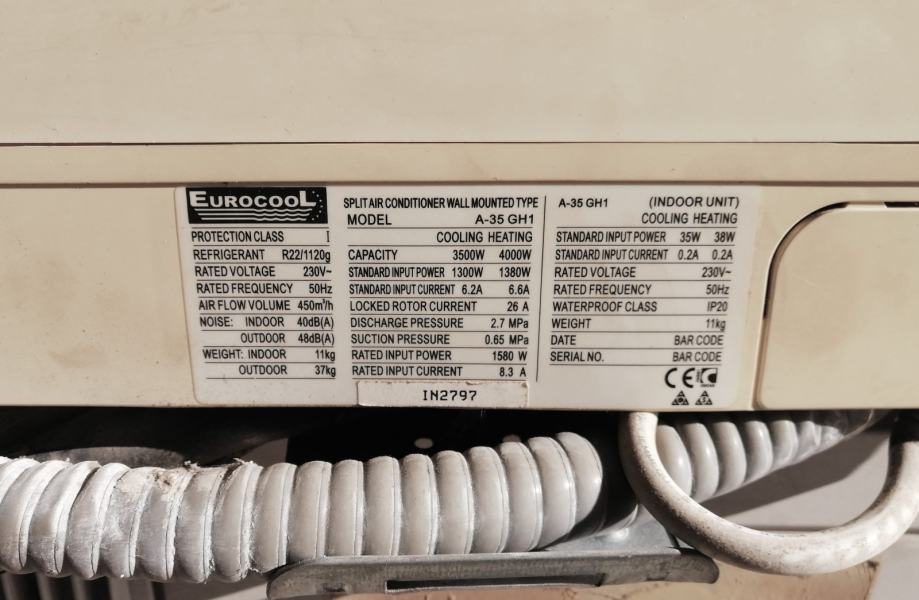 EUROCOOL
PROTECTION CLASS I
REFRIGERANT R22/1120g
RATED VOLTAGE 230V~
RATED FREQUENCY 50Hz
AIR FLOW VOLUME 450m³/h
NOISE: INDOOR 40dB(A)
OUTDOOR 48dB(A)
WEIGHT: INDOOR 11kg
OUTDOOR 37kg
SPLIT AIR CONDITIONER WALL MOUNTED TYPE
MODEL A-35 GH1
COOLING HEATING
CAPACITY 3500W 4000W
STANDARD INPUT POWER 1300W 1380W
STANDARD INPUT CURRENT 6.2A 6.6A
LOCKED ROTOR CURRENT 26 A
DISCHARGE PRESSURE 2.7 MPa
SUCTION PRESSURE 0.65 MPa
RATED INPUT POWER 1580 W
RATED INPUT CURRENT 8.3 A
IN2797
A-35 GH1 (INDOOR UNIT)
COOLING HEATING
STANDARD INPUT POWER 35W 38W
STANDARD INPUT CURRENT 0.2A 0.2A
RATED VOLTAGE 230V~
RATED FREQUENCY 50Hz
WATERPROOF CLASS IP20
WEIGHT 11kg
DATE BAR CODE
SERIAL NO. BAR CODE
CE